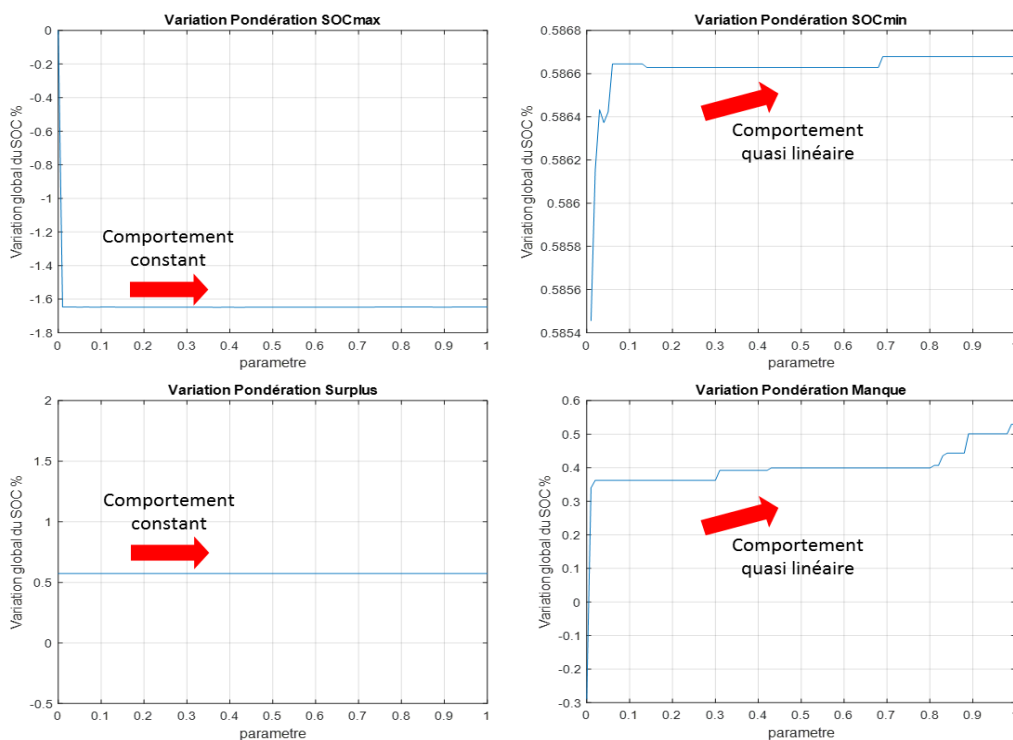 Variation Pondération SOCmax
0
-0.2
-0.4
-0.6
-0.8
-1
-1.2
-1.4
-1.6
-1.8
Variation global du SOC %
Comportement
constant
0 0.1 0.2 0.3 0.4 0.5 0.6 0.7 0.8 0.9 1
parametre
Variation Pondération SOCmin
0.5868
0.5866
0.5864
0.5862
0.586
0.5858
0.5856
0.5854
Variation global du SOC %
Comportement
quasi linéaire
0 0.1 0.2 0.3 0.4 0.5 0.6 0.7 0.8 0.9 1
parametre
Variation Pondération Surplus
2
1.5
1
0.5
0
-0.5
Variation global du SOC %
Comportement
constant
0 0.1 0.2 0.3 0.4 0.5 0.6 0.7 0.8 0.9 1
parametre
Variation Pondération Manque
0.6
0.5
0.4
0.3
0.2
0.1
0
-0.1
-0.2
-0.3
Variation global du SOC %
Comportement
quasi linéaire
0 0.1 0.2 0.3 0.4 0.5 0.6 0.7 0.8 0.9 1
parametre